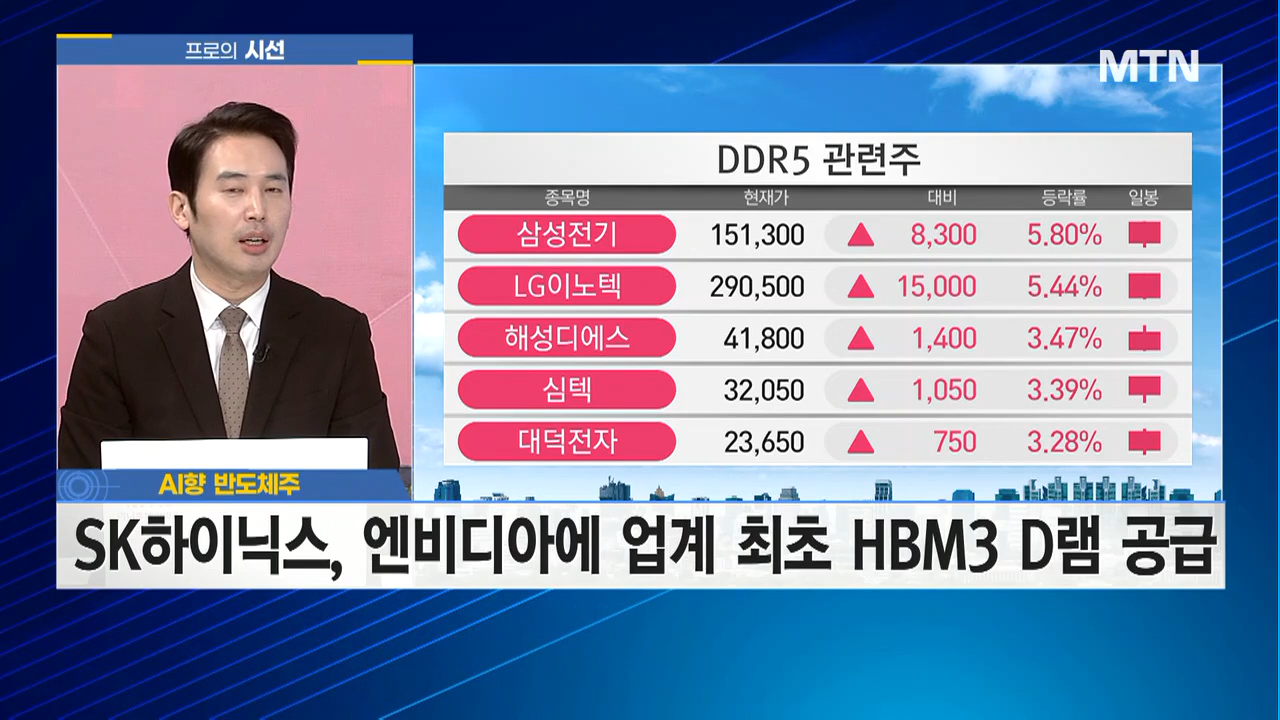 프로의 시선
MTN
DDR5 관련주
종목명 현재가 대비 등락률 일봉
삼성전기 151,300 ▲ 8,300 5.80%
LG이노텍 290,500 ▲ 15,000 5.44%
해성디에스 41,800 ▲ 1,400 3.47%
심텍 32,050 ▲ 1,050 3.39%
대덕전자 23,650 ▲ 750 3.28%
AI향 반도체주
SK하이닉스, 엔비디아에 업계 최초 HBM3 D램 공급